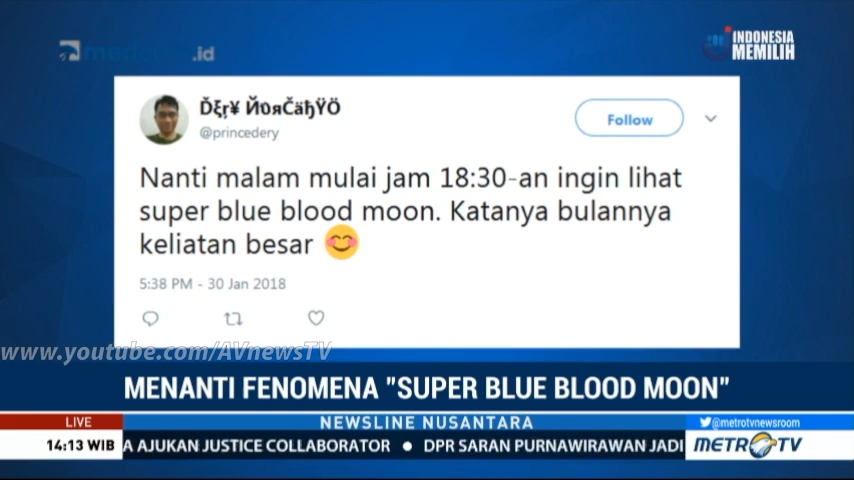 merdeka.id
INDONESIA
MEMILIH
@princedery
Follow
Nanti malam mulai jam 18:30-an ingin lihat
super blue blood moon. Katanya bulannya
keliatan besar 😊
5:38 PM - 30 Jan 2018
www.youtube.com/AVnewsTV
MENANTI FENOMENA "SUPER BLUE BLOOD MOON"
LIVE
NEWSLINE NUSANTARA
@metrotvnewsroom
14:13 WIB
A AJUKAN JUSTICE COLLABORATOR ● DPR SARAN PURNAWIRAWAN JADI
METRO TV